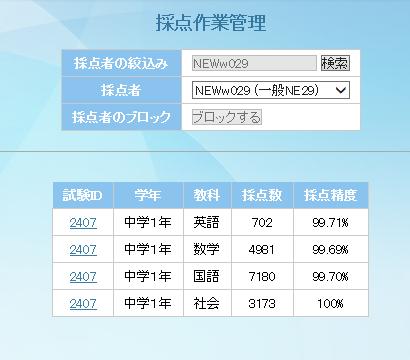 採点作業管理
採点者の絞込み NEWw029 検索
採点者 NEWw029 (一般NE29)
採点者のブロック ブロックする
試験ID 学年 教科 採点数 採点精度
2407 中学1年 英語 702 99.71%
2407 中学1年 数学 4981 99.69%
2407 中学1年 国語 7180 99.70%
2407 中学1年 社会 3173 100%